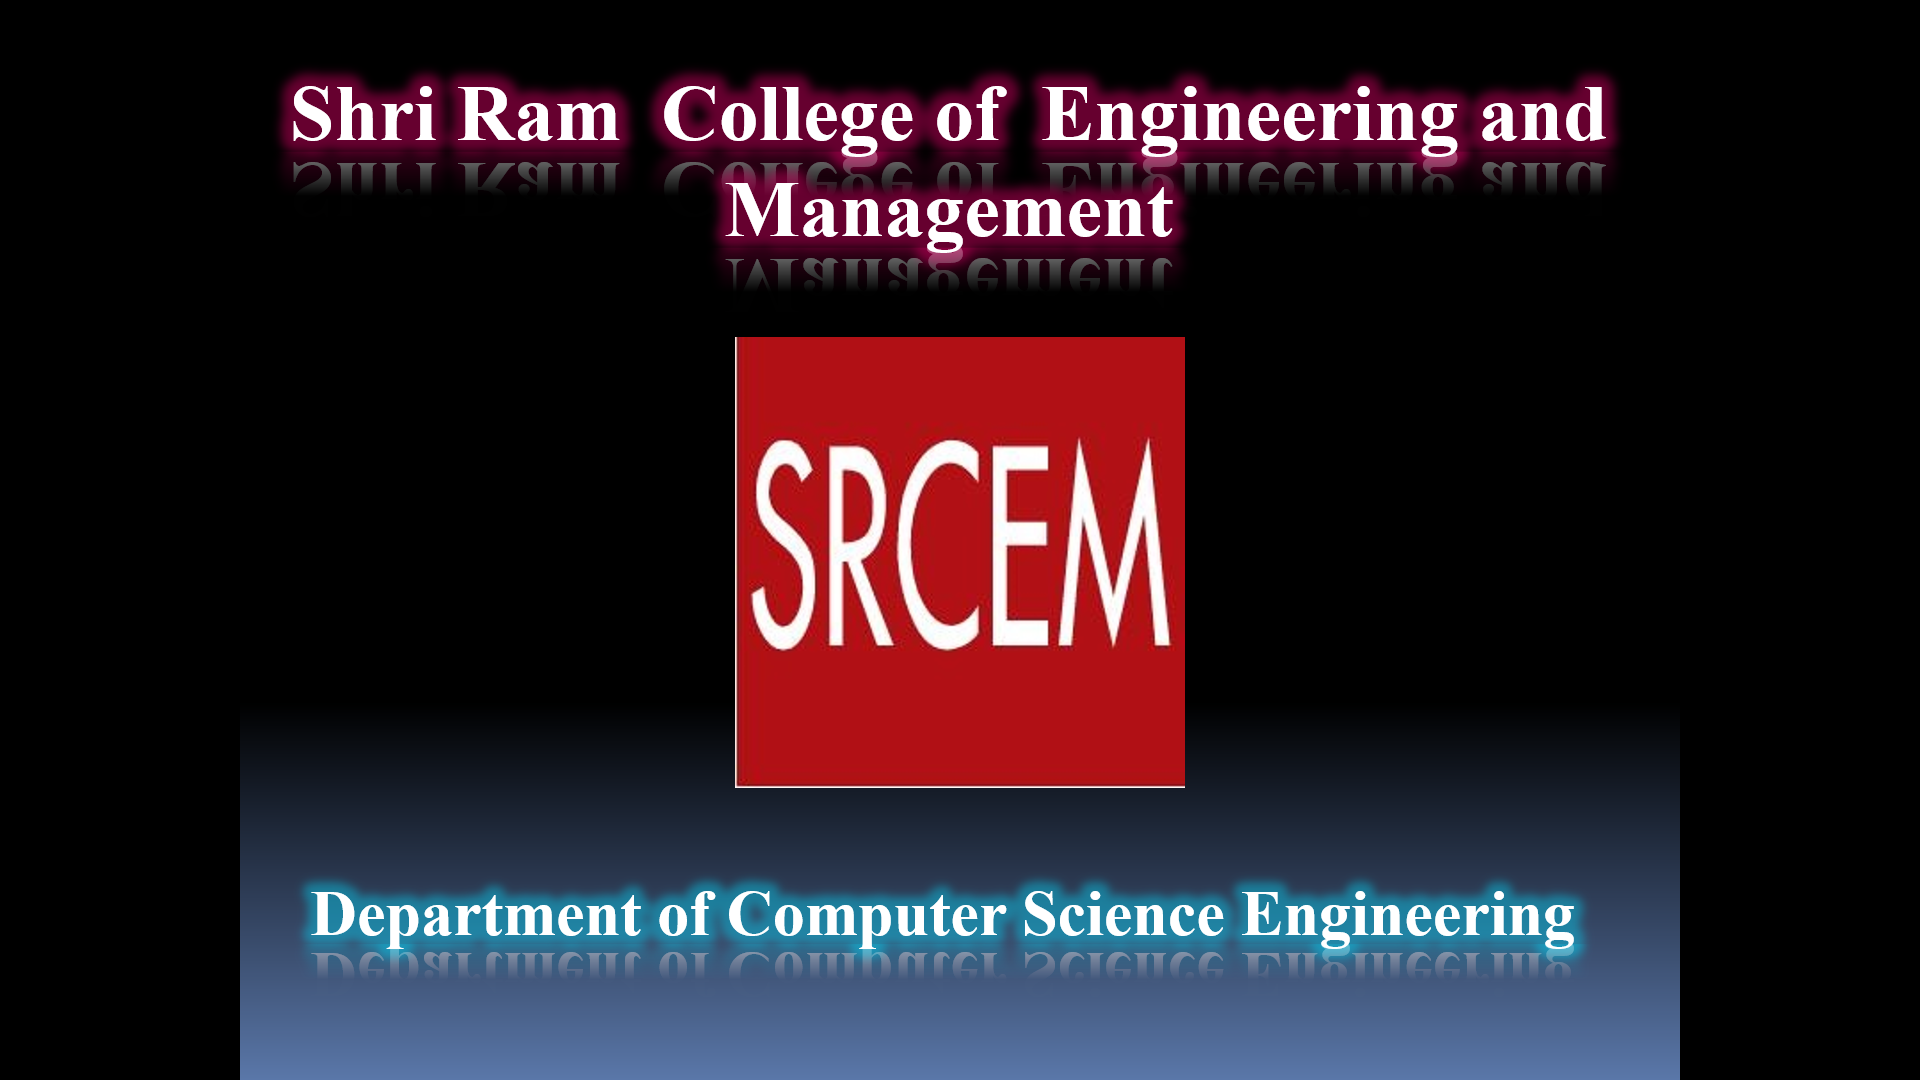 Shri Ram College of Engineering and
Management
SRCEM
Department of Computer Science Engineering